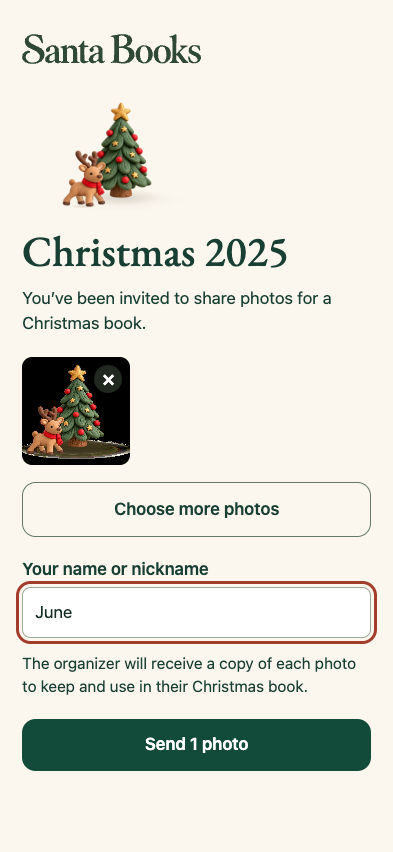 Santa Books
Christmas 2025
You’ve been invited to share photos for a
Christmas book.
Choose more photos
Your name or nickname
June
The organizer will receive a copy of each photo
to keep and use in their Christmas book.
Send 1 photo